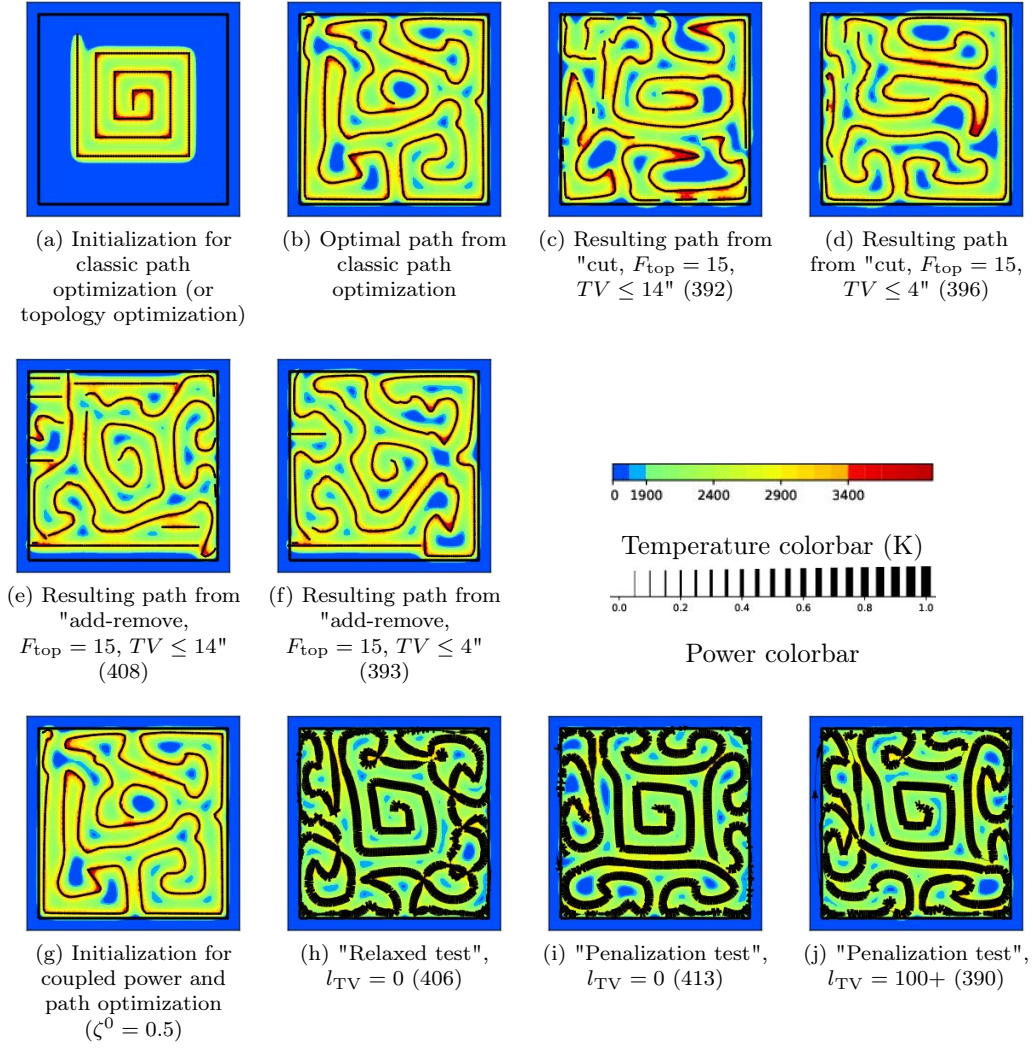 (a) Initialization for
classic path
optimization (or
topology optimization)
(b) Optimal path from
classic path
optimization
(c) Resulting path from
"cut, F_top = 15,
TV ≤ 14" (392)
(d) Resulting path
from "cut, F_top = 15,
TV ≤ 4" (396)
(e) Resulting path from
"add-remove,
F_top = 15, TV ≤ 14"
(408)
(f) Resulting path from
"add-remove,
F_top = 15, TV ≤ 4"
(393)
0 1900 2400 2900 3400
Temperature colorbar (K)
0.0 0.2 0.4 0.6 0.8 1.0
Power colorbar
(g) Initialization for
coupled power and
path optimization
(ζ^0 = 0.5)
(h) "Relaxed test",
l_TV = 0 (406)
(i) "Penalization test",
l_TV = 0 (413)
(j) "Penalization test",
l_TV = 100+ (390)